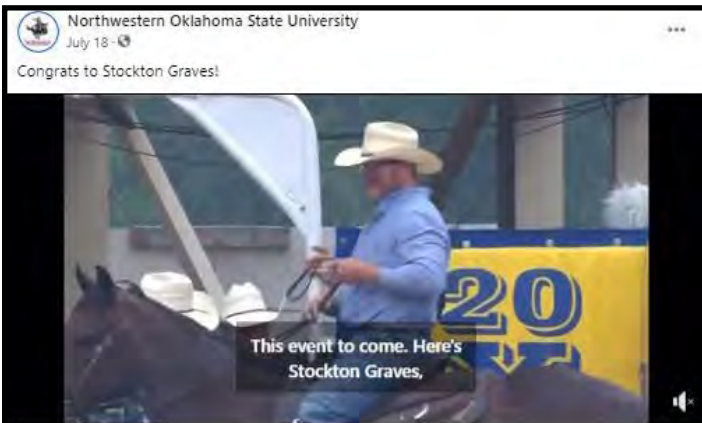 Northwestern Oklahoma State University
July 18 ·
Congrats to Stockton Graves!
20
This event to come. Here's
Stockton Graves,